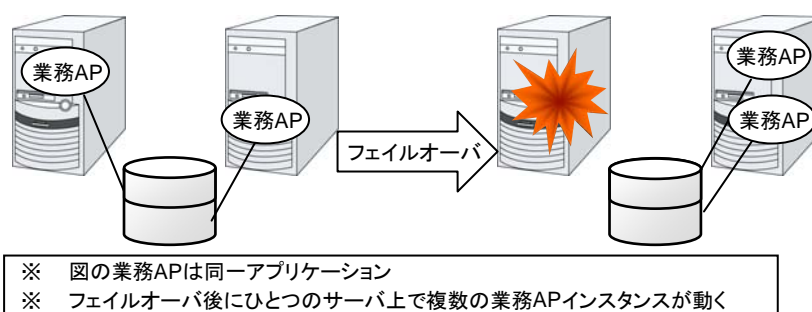 業務AP
業務AP
フェイルオーバ
業務AP
業務AP
※ 図の業務APは同一アプリケーション
※ フェイルオーバ後にひとつのサーバ上で複数の業務APインスタンスが動く